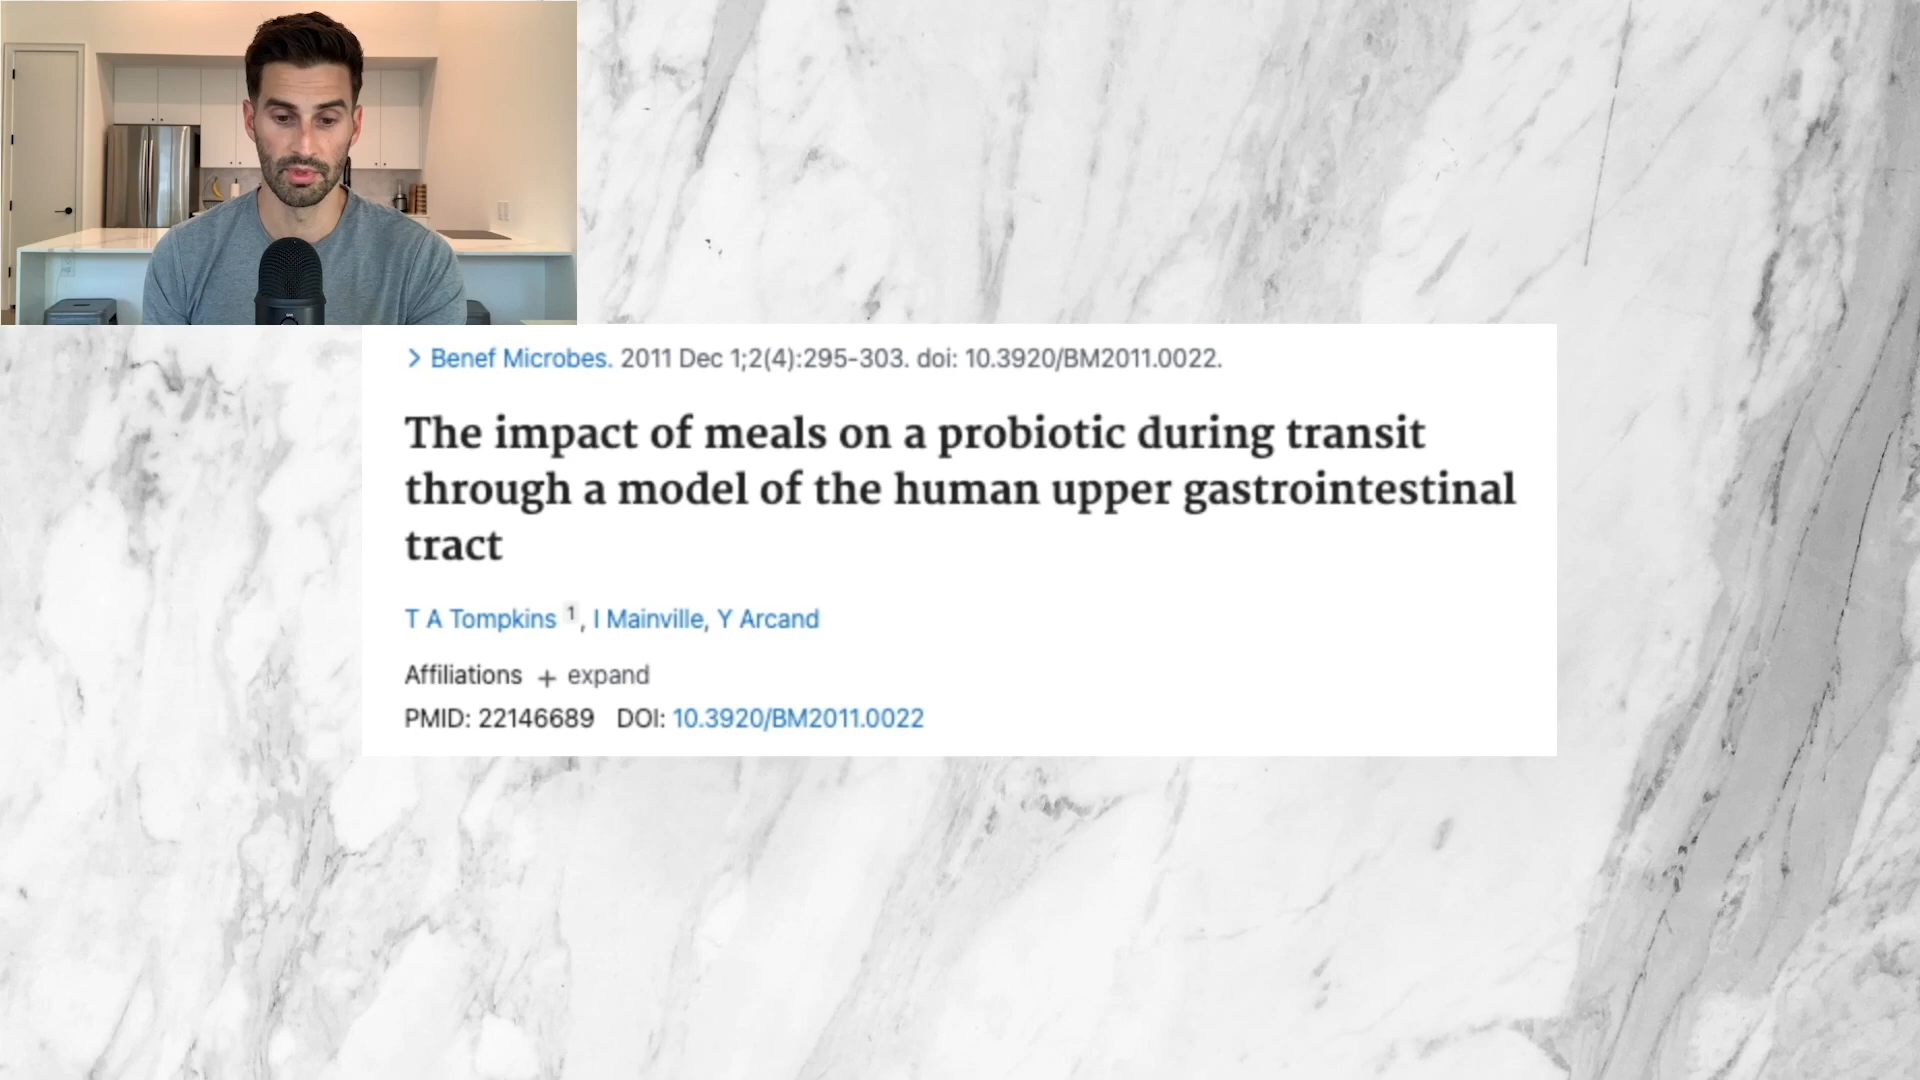 > Benef Microbes. 2011 Dec 1;2(4):295-303. doi: 10.3920/BM2011.0022.
The impact of meals on a probiotic during transit
through a model of the human upper gastrointestinal
tract
T A Tompkins 1, I Mainville, Y Arcand
Affiliations + expand
PMID: 22146689 DOI: 10.3920/BM2011.0022